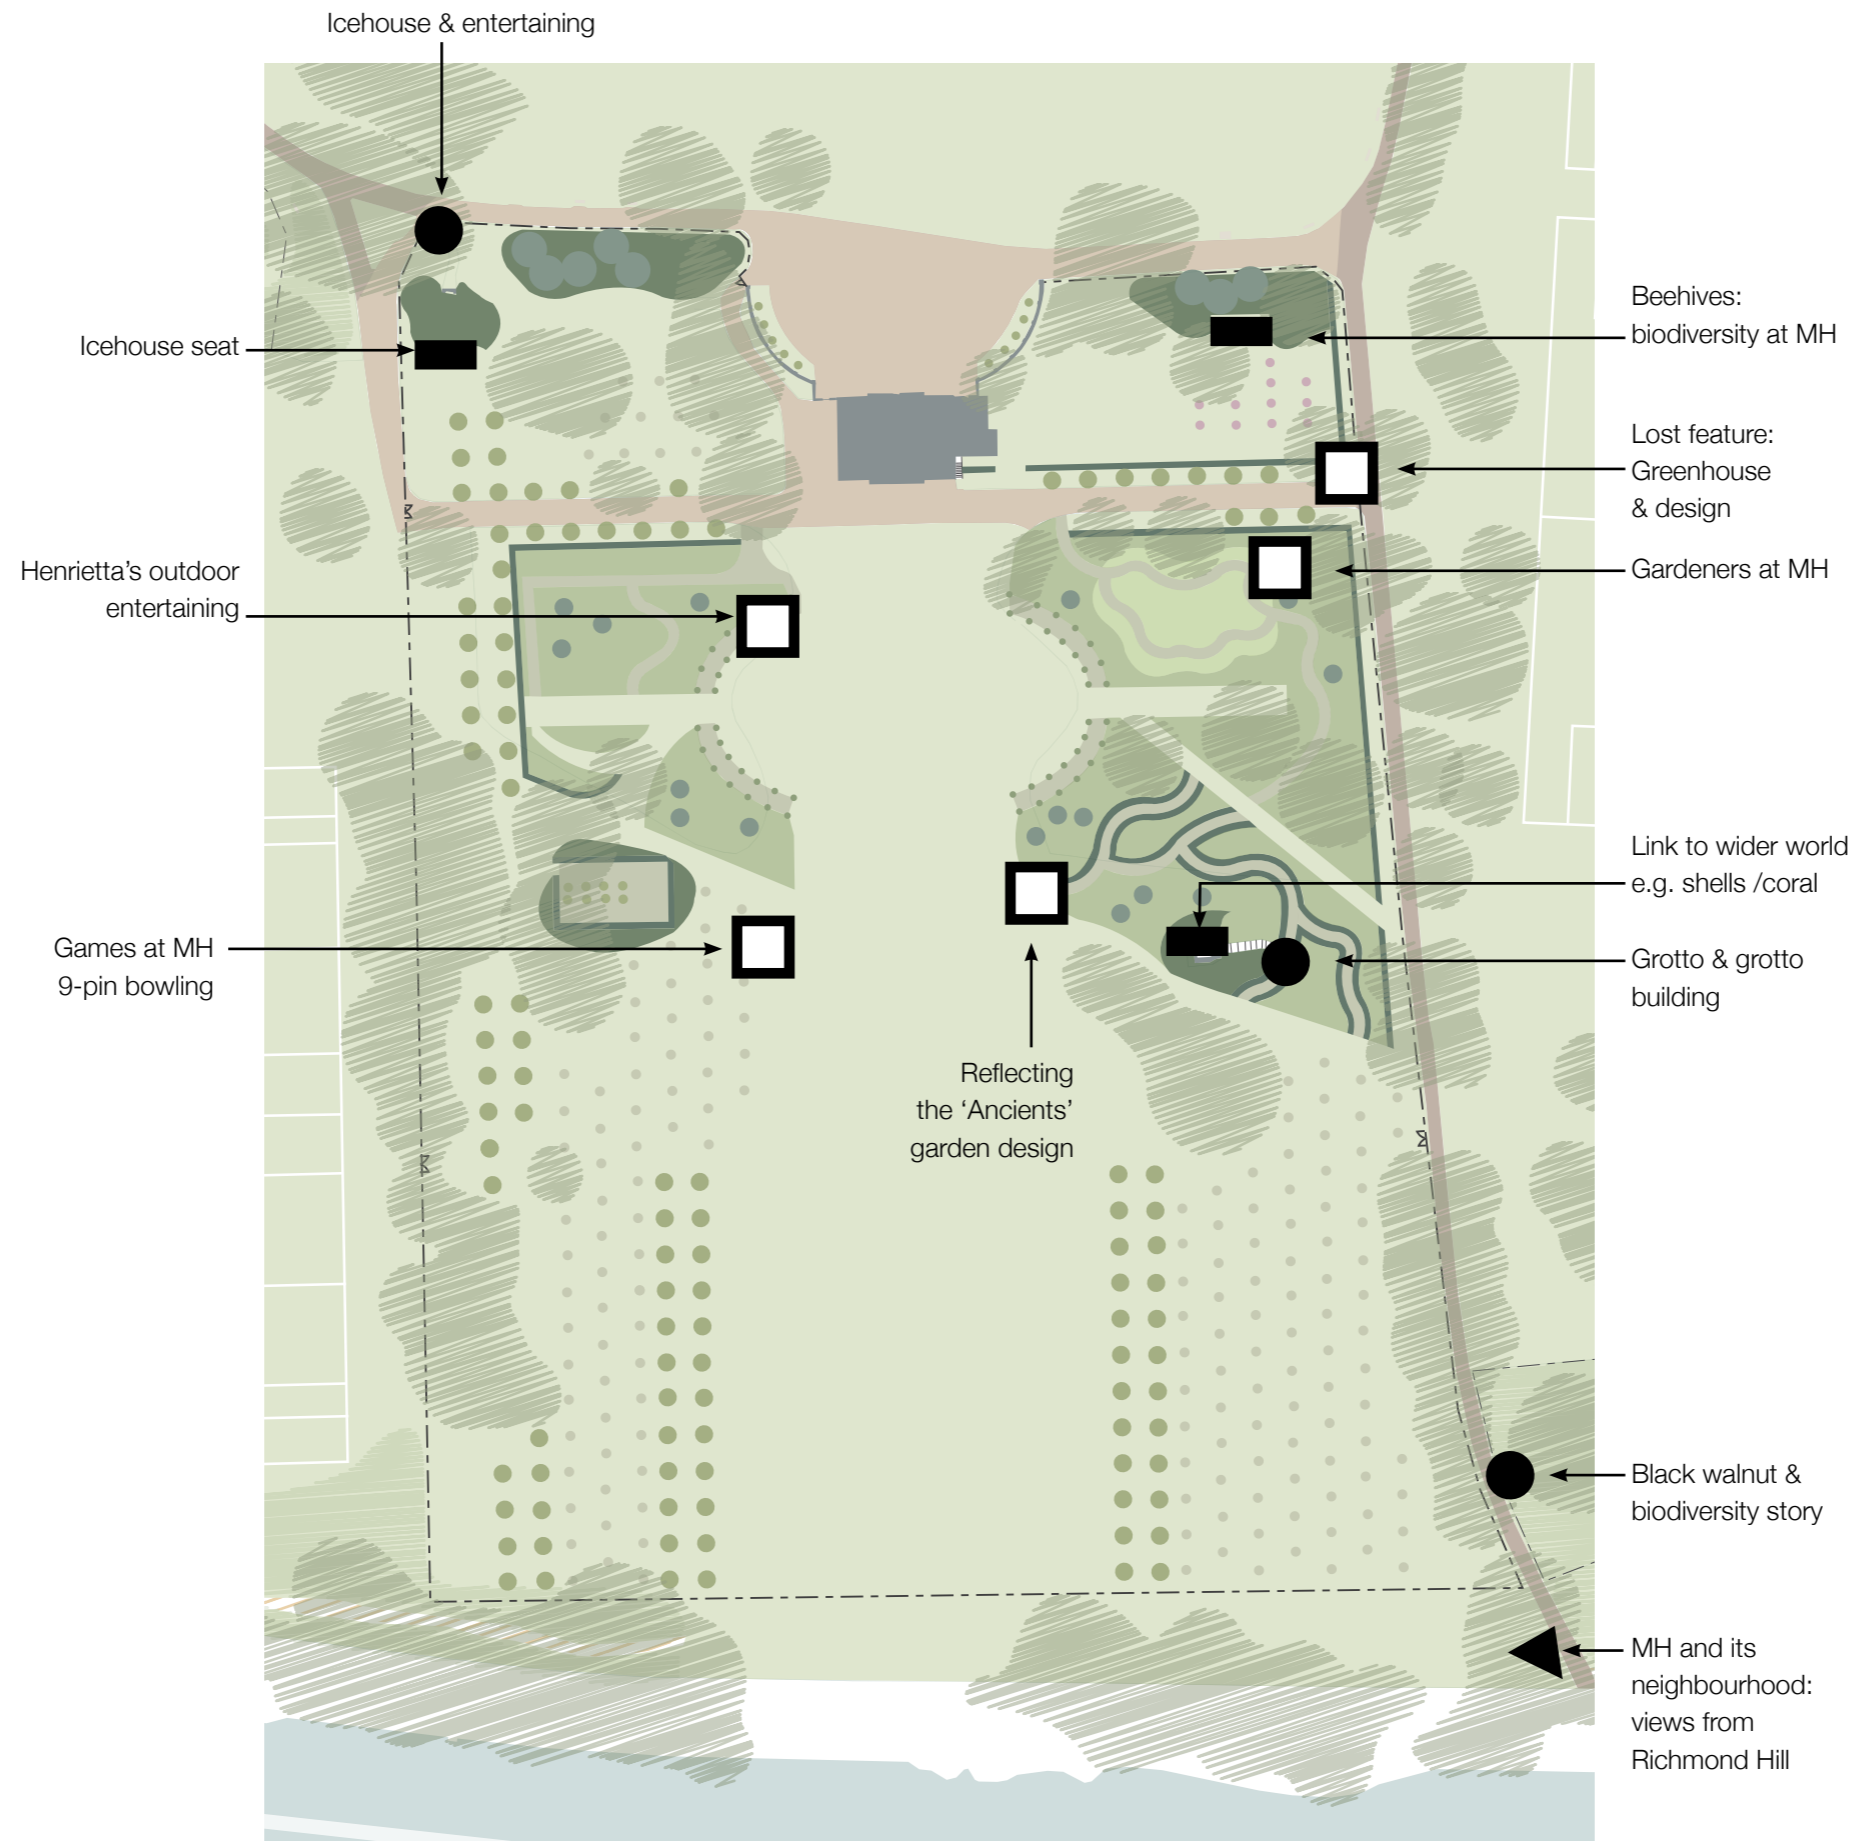 Icehouse & entertaining
Icehouse seat
Henrietta's outdoor
entertaining
Games at MH
9-pin bowling
Reflecting
the ‘Ancients’
garden design
Beehives:
biodiversity at MH
Lost feature:
Greenhouse
& design
Gardeners at MH
Link to wider world
e.g. shells /coral
Grotto & grotto
building
Black walnut &
biodiversity story
MH and its
neighbourhood:
views from
Richmond Hill